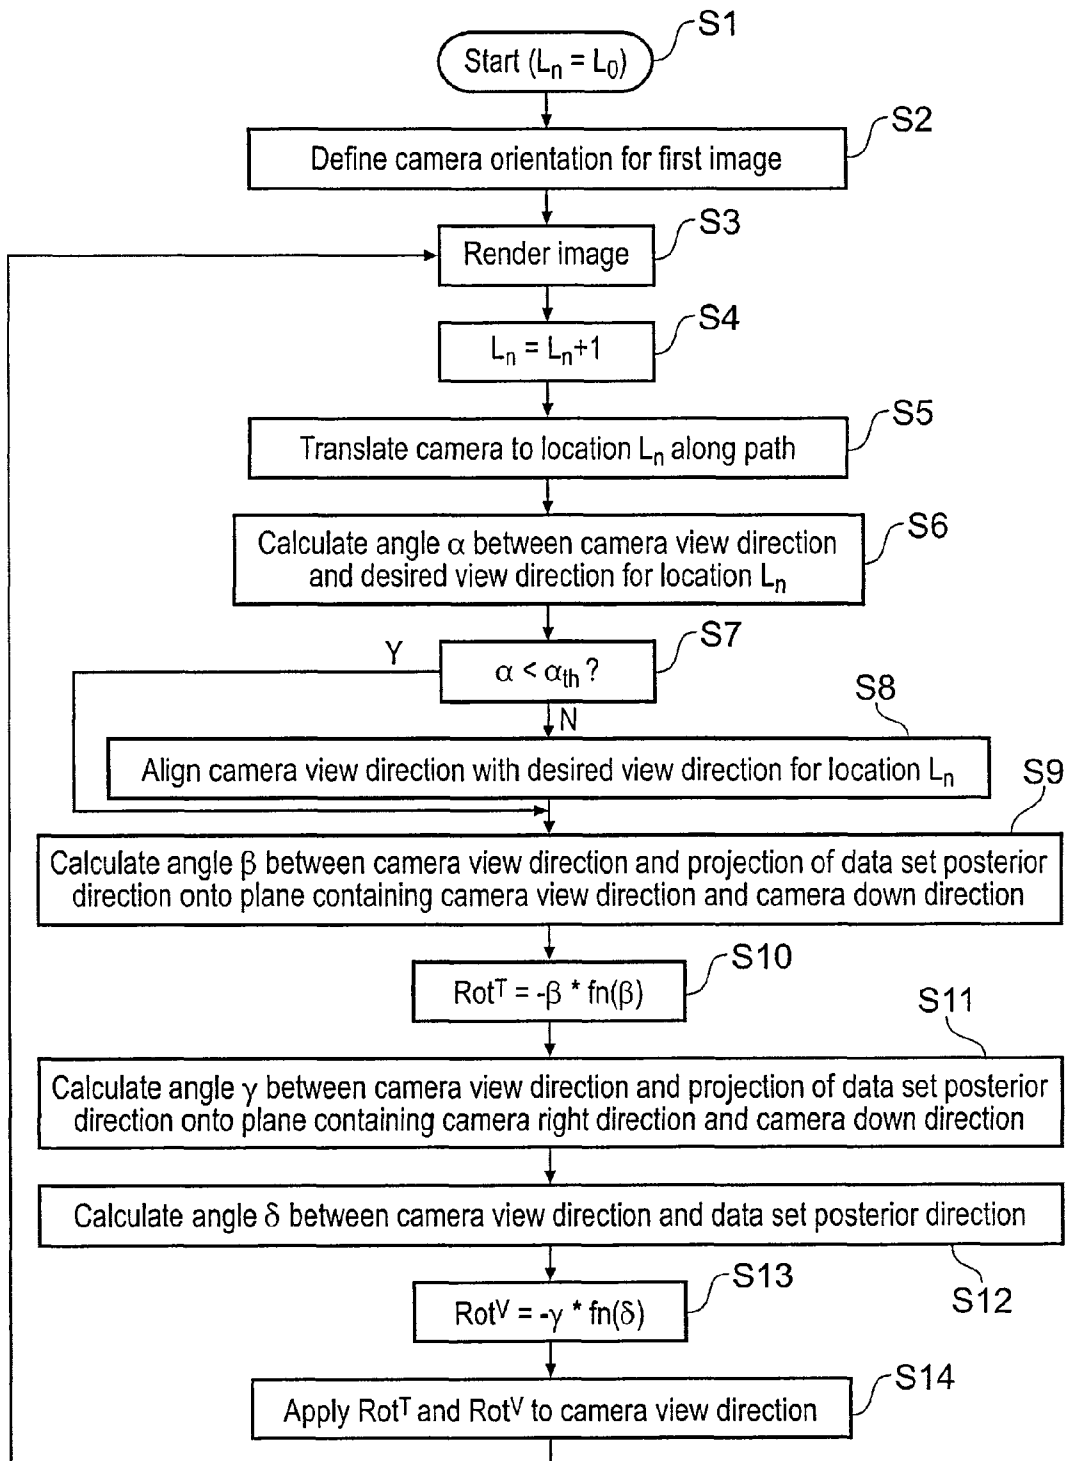 S1
Start (Ln = L0)
S2
Define camera orientation for first image
S3
Render image
S4
Ln = Ln+1
S5
Translate camera to location Ln along path
S6
Calculate angle α between camera view direction
and desired view direction for location Ln
S7
Y
α < αth ?
N
S8
Align camera view direction with desired view direction for location Ln
S9
Calculate angle β between camera view direction and projection of data set posterior
direction onto plane containing camera view direction and camera down direction
S10
RotT = -β * fn(β)
S11
Calculate angle γ between camera view direction and projection of data set posterior
direction onto plane containing camera right direction and camera down direction
Calculate angle δ between camera view direction and data set posterior direction
S12
S13
RotV = -γ * fn(δ)
S14
Apply RotT and RotV to camera view direction